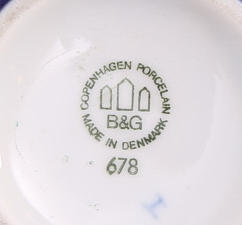 COPENHAGEN PORCELAIN
B&G
MADE IN DENMARK
678